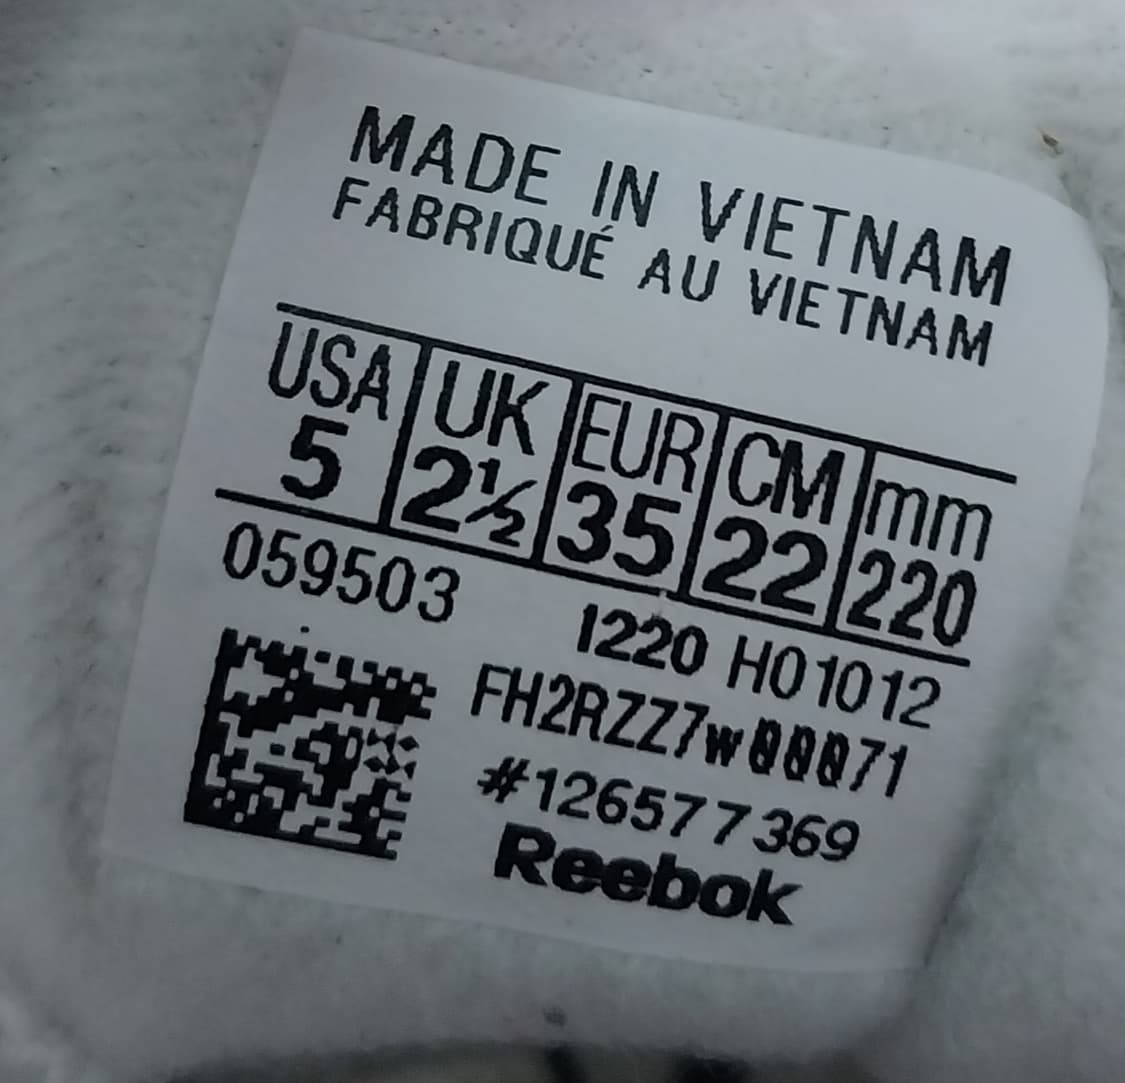 MADE IN VIETNAM
FABRIQUÉ AU VIETNAM
USA UK EUR CM mm
5 2½ 35 22 220
059503 1220 H01012
FH2RZZ7w00071
#126577369
Reebok